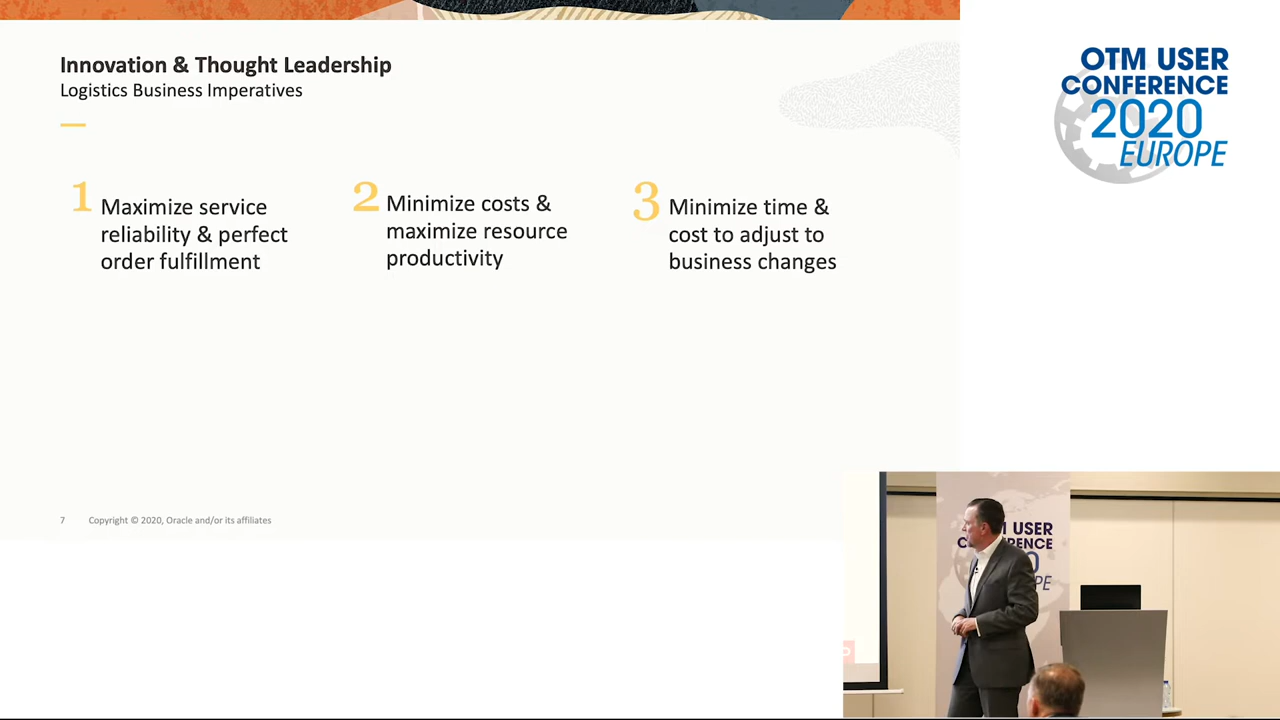 Innovation & Thought Leadership
Logistics Business Imperatives
1
Maximize service
reliability & perfect
order fulfillment
2
Minimize costs &
maximize resource
productivity
3
Minimize time &
cost to adjust to
business changes
7 Copyright © 2020, Oracle and/or its affiliates
OTM USER
CONFERENCE
2020
EUROPE
USER